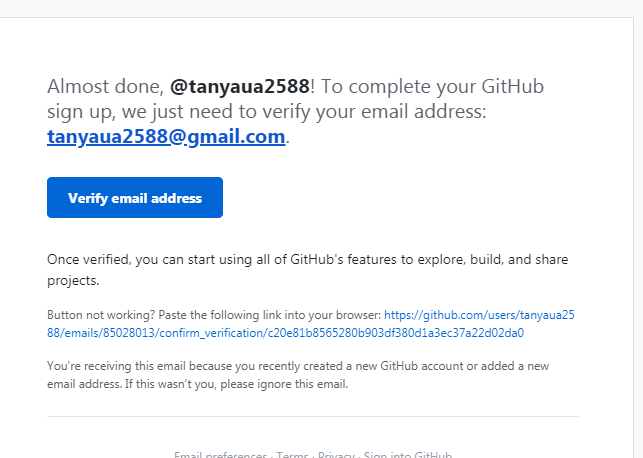 Almost done, @tanyaua2588! To complete your GitHub
sign up, we just need to verify your email address:
tanyaua2588@gmail.com.
Verify email address
Once verified, you can start using all of GitHub's features to explore, build, and share
projects.
Button not working? Paste the following link into your browser: https://github.com/users/tanyaua25
88/emails/85028013/confirm_verification/c20e81b8565280b903df380d1a3ec37a22d02da0
You’re receiving this email because you recently created a new GitHub account or added a new
email address. If this wasn’t you, please ignore this email.
Email preferences · Terms · Privacy · Sign into GitHub